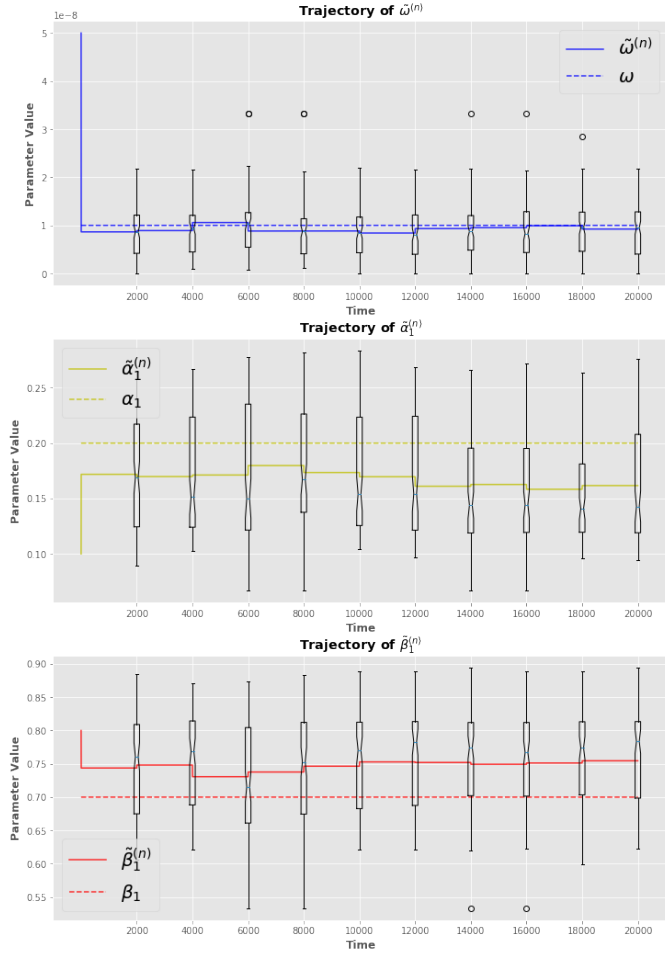 Trajectory of ω̃⁽ⁿ⁾
1e−8
5
4
3
2
1
0
Parameter Value
ω̃⁽ⁿ⁾
ω
2000 4000 6000 8000 10000 12000 14000 16000 18000 20000
Time
Trajectory of α̃₁⁽ⁿ⁾
0.25
0.20
0.15
0.10
Parameter Value
α̃₁⁽ⁿ⁾
α₁
2000 4000 6000 8000 10000 12000 14000 16000 18000 20000
Time
Trajectory of β̃₁⁽ⁿ⁾
0.90
0.85
0.80
0.75
0.70
0.65
0.60
0.55
Parameter Value
β̃₁⁽ⁿ⁾
β₁
2000 4000 6000 8000 10000 12000 14000 16000 18000 20000
Time